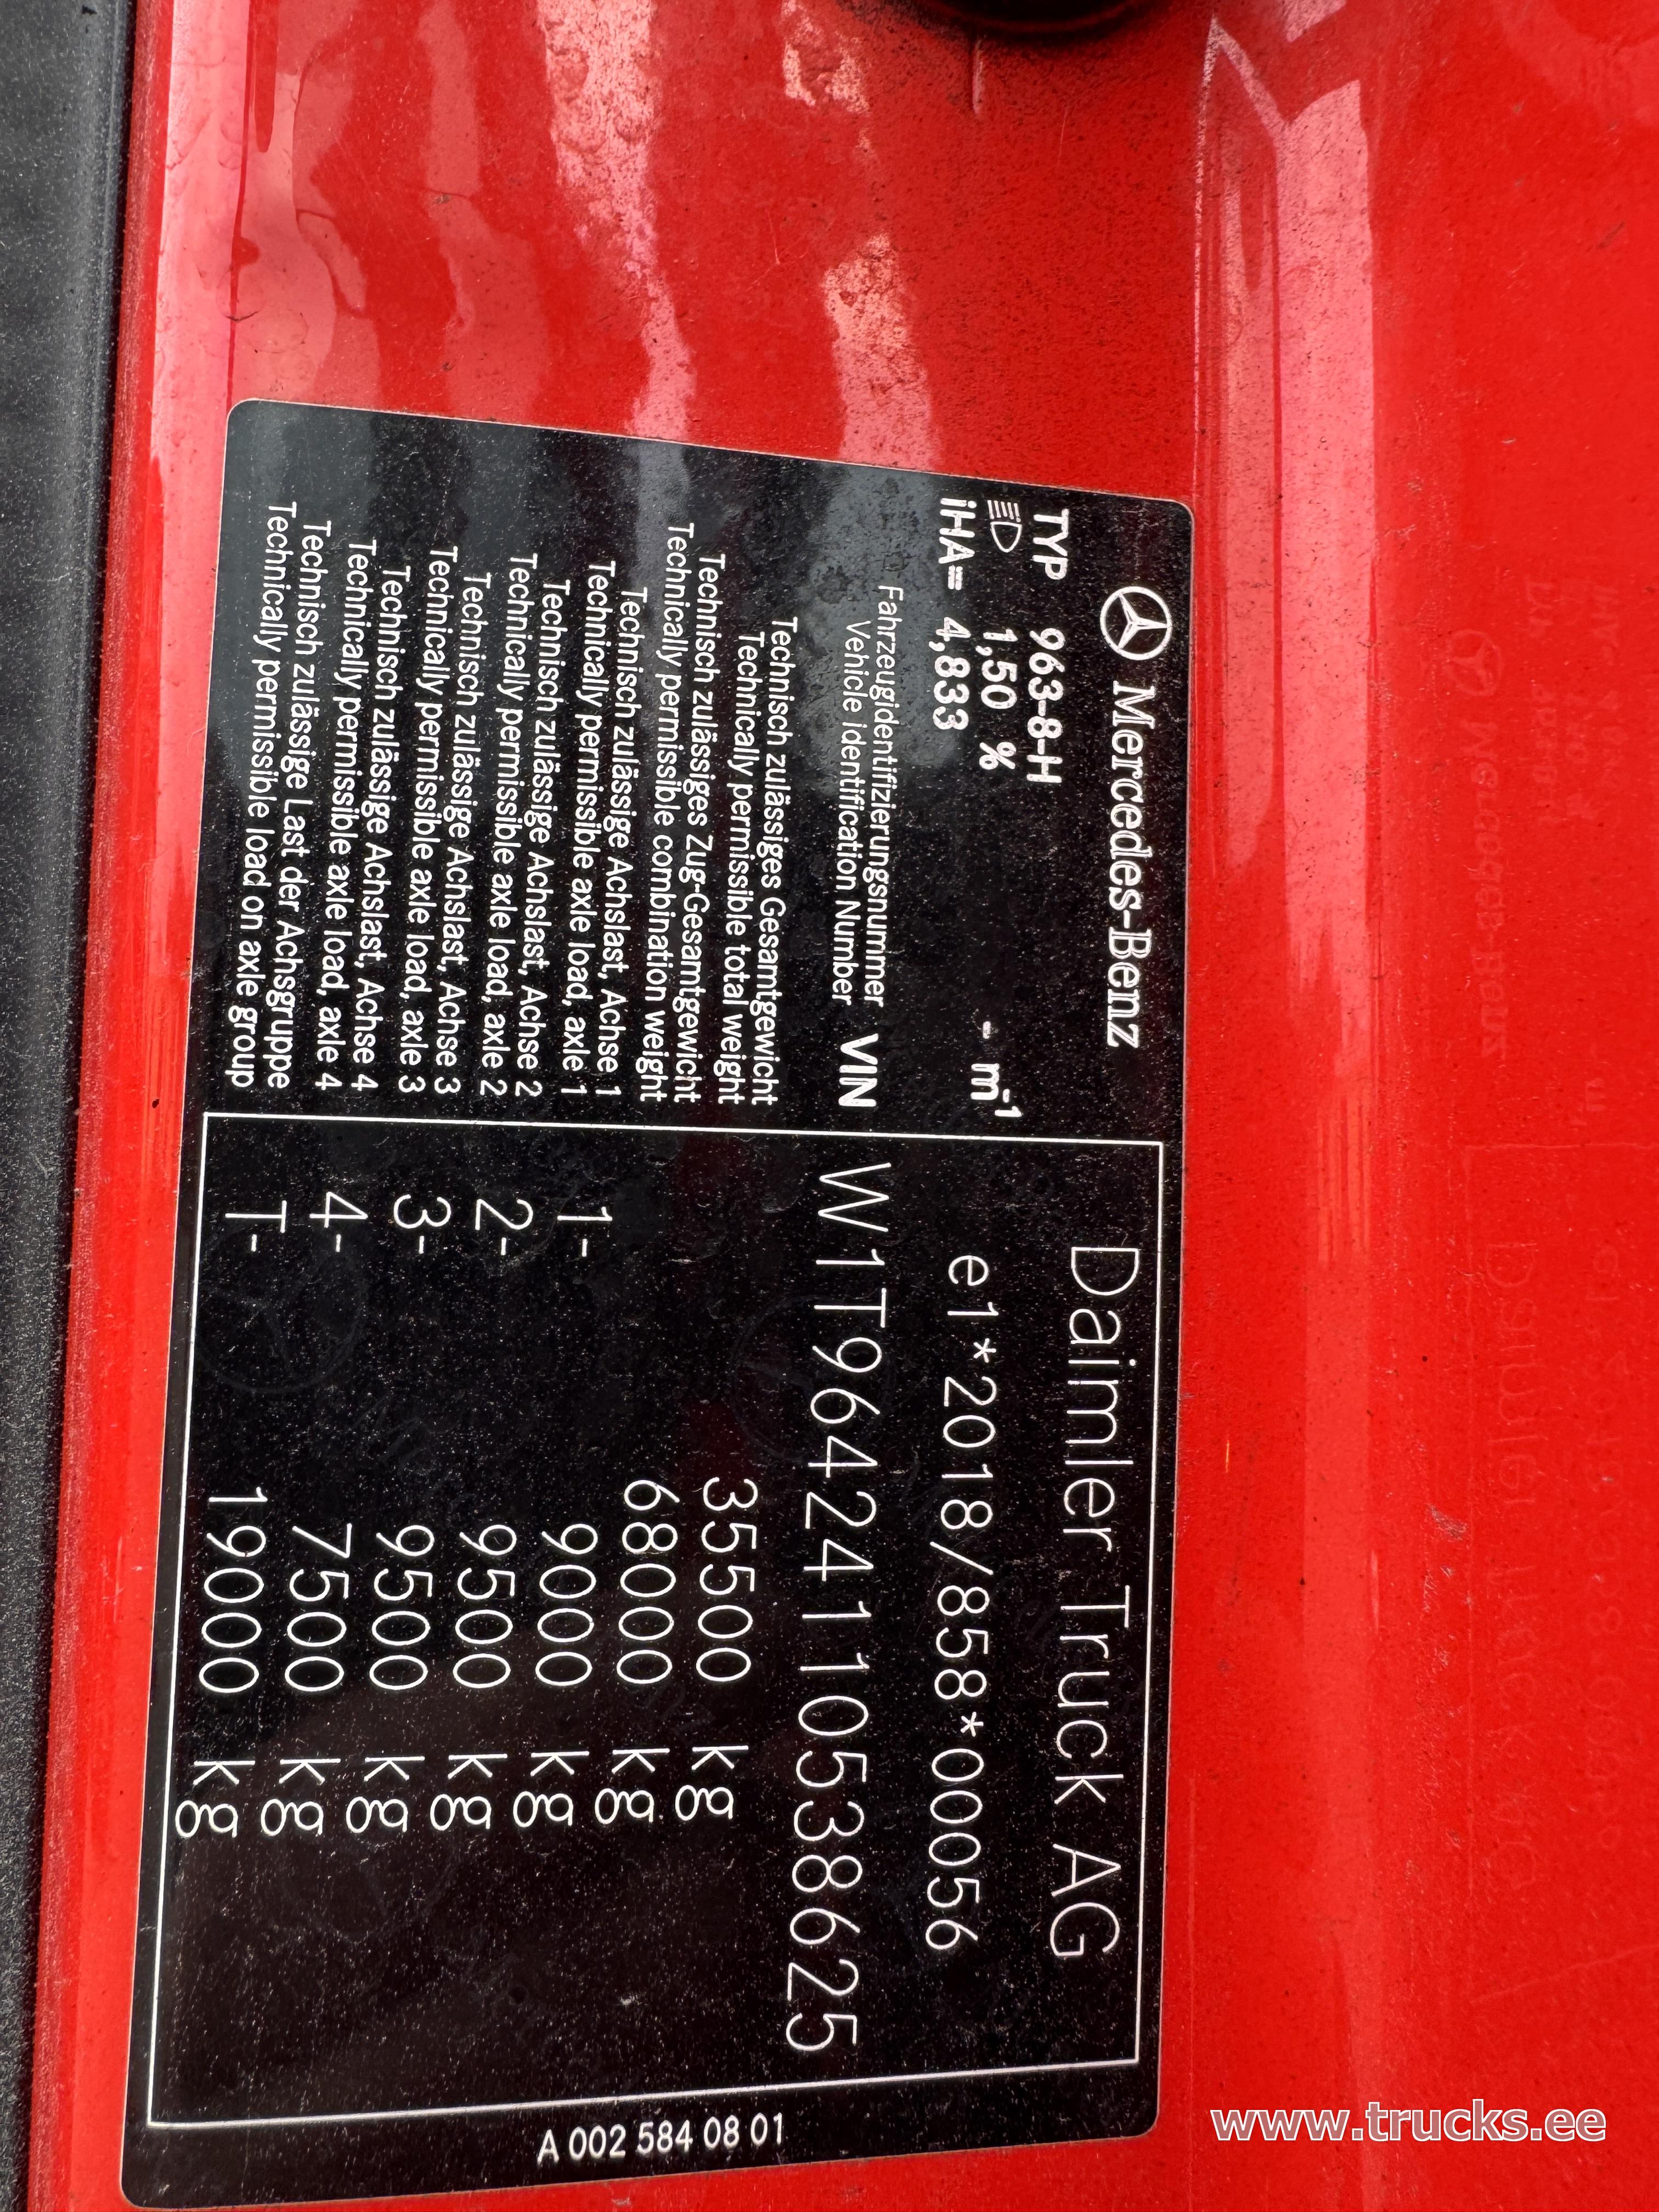 Mercedes-Benz
TYP 963-8-H
1,50 % - m-1
iHA= 4,833
Fahrzeugidentifizierungsnummer
Vehicle identification Number VIN
Technisch zulässiges Gesamtgewicht
Technically permissible total weight
Technisch zulässiges Zug-Gesamtgewicht
Technically permissible combination weight
Technisch zulässige Achslast, Achse 1
Technically permissible axle load, axle 1
Technisch zulässige Achslast, Achse 2
Technically permissible axle load, axle 2
Technisch zulässige Achslast, Achse 3
Technically permissible axle load, axle 3
Technisch zulässige Achslast, Achse 4
Technically permissible axle load, axle 4
Technisch zulässige Last der Achsgruppe
Technically permissible load on axle group
Daimler Truck AG
e1*2018/858*00056
W1T96424110538625
35500 kg
68000 kg
1- 9000 kg
2- 9500 kg
3- 9500 kg
4- 7500 kg
T- 19000 kg
A 002 584 08 01
www.trucks.ee